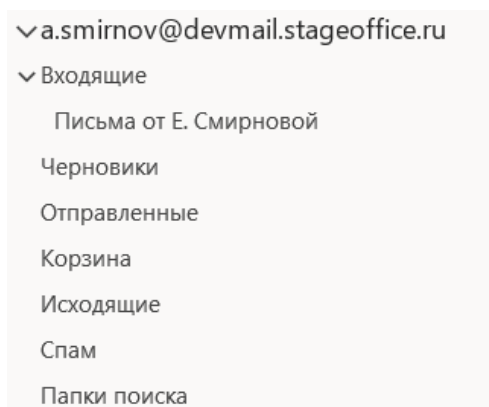 a.smirnov@devmail.stageoffice.ru
Входящие
Письма от Е. Смирновой
Черновики
Отправленные
Корзина
Исходящие
Спам
Папки поиска